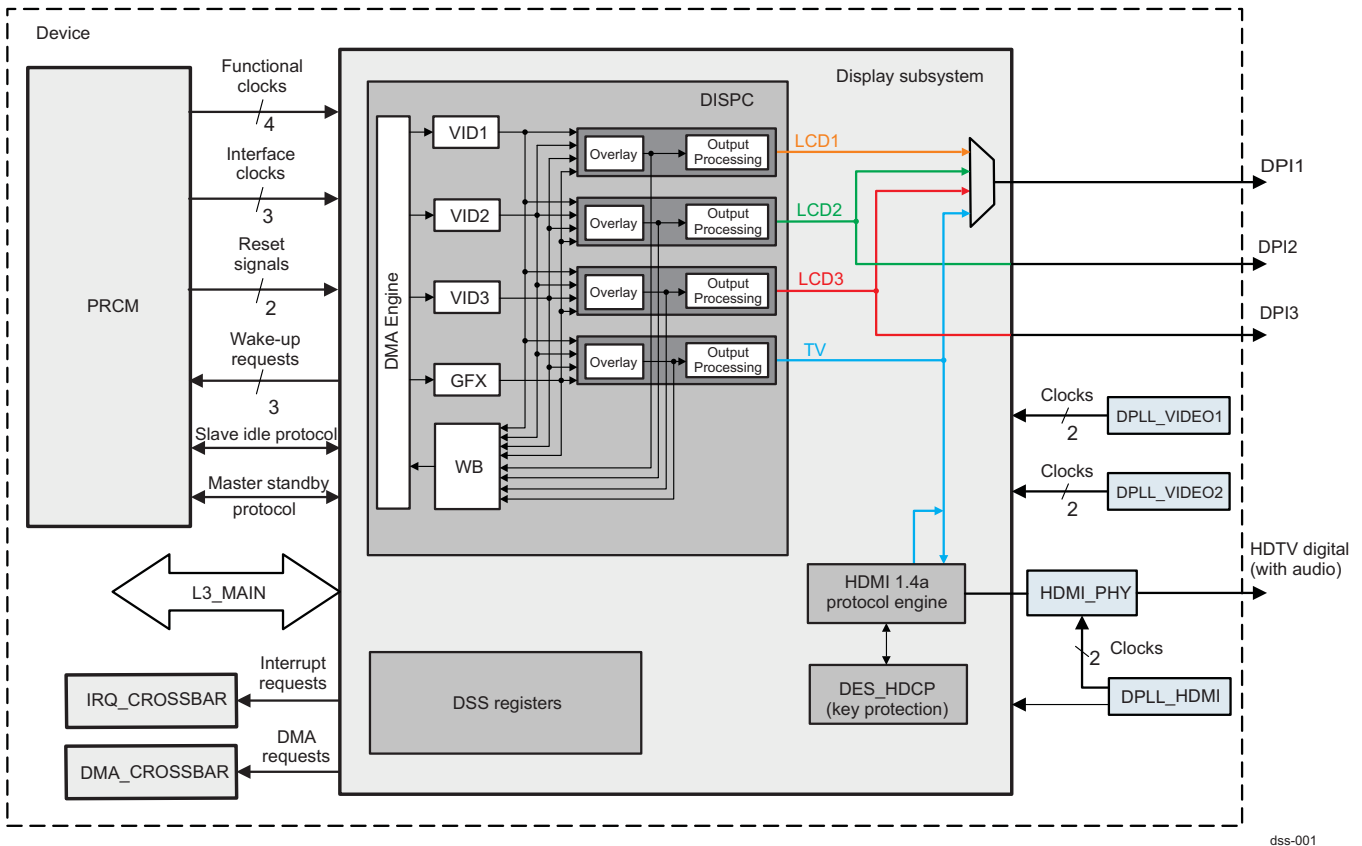 Device
PRCM
Functional
clocks
4
Interface
clocks
3
Reset
signals
2
Wake-up
requests
3
Slave idle protocol
Master standby
protocol
L3_MAIN
IRQ_CROSSBAR
Interrupt
requests
DMA_CROSSBAR
DMA
requests
Display subsystem
DISPC
DMA Engine
VID1
VID2
VID3
GFX
WB
Overlay
Output
Processing
Overlay
Output
Processing
Overlay
Output
Processing
Overlay
Output
Processing
LCD1
LCD2
LCD3
TV
DSS registers
HDMI 1.4a
protocol engine
DES_HDCP
(key protection)
DPI1
DPI2
DPI3
Clocks
2
DPLL_VIDEO1
Clocks
2
DPLL_VIDEO2
HDTV digital
(with audio)
HDMI_PHY
2
Clocks
DPLL_HDMI
dss-001